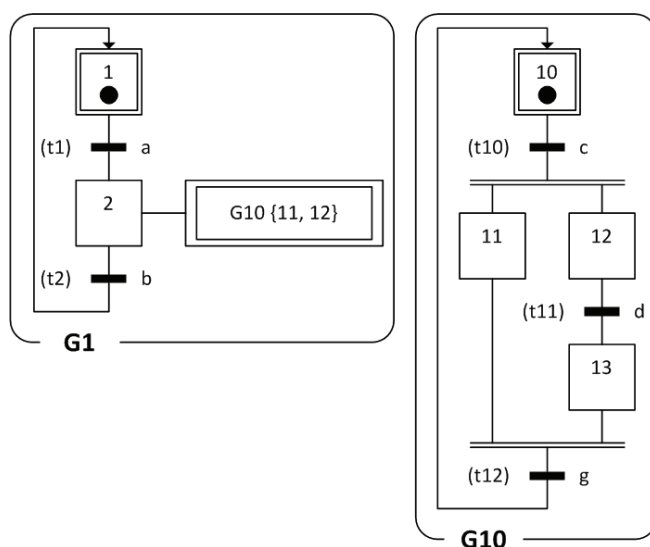 1
(t1) a
2
G10 {11, 12}
(t2) b
G1
10
(t10) c
11
12
(t11) d
13
(t12) g
G10